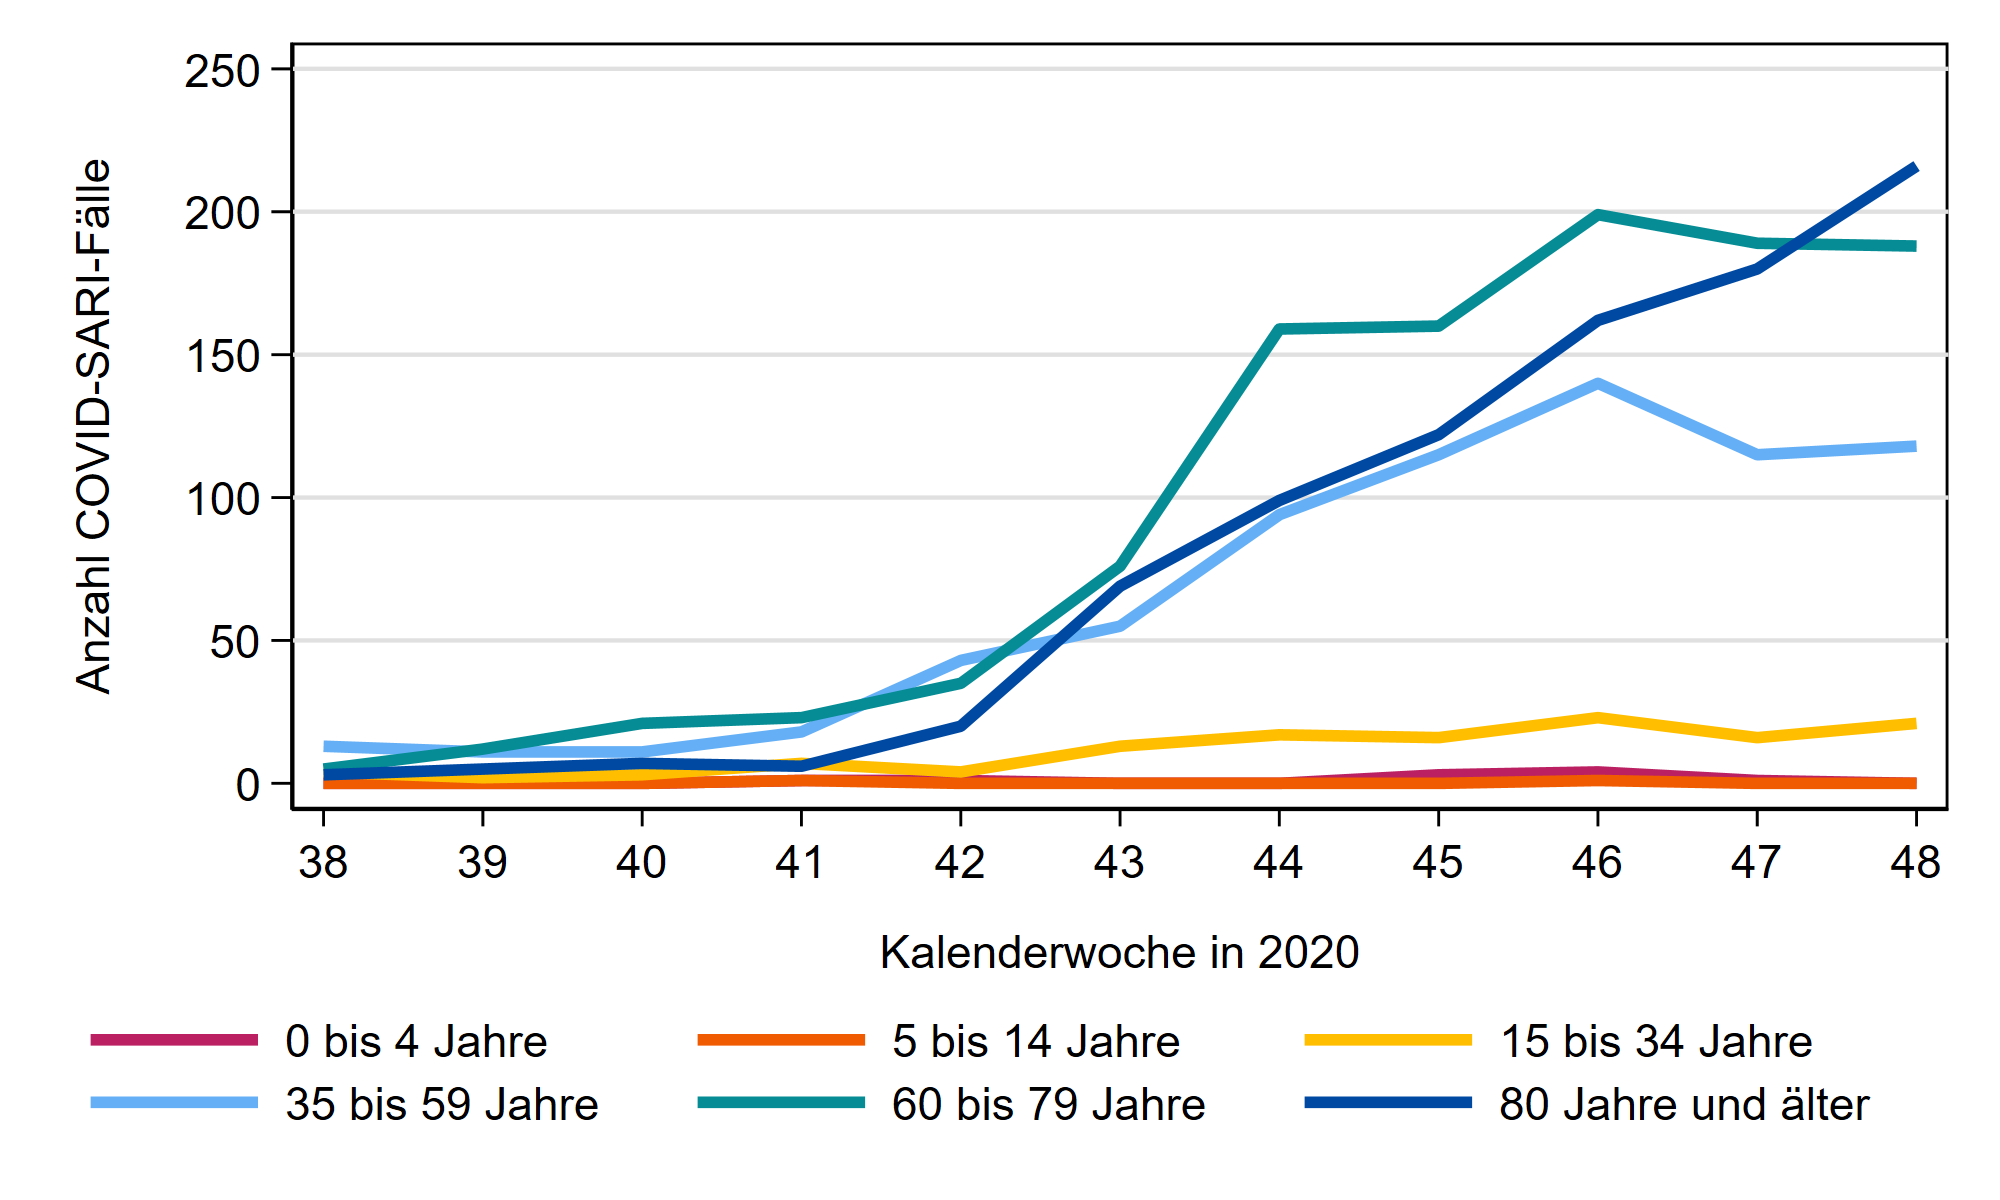 250
200
150
100
50
0
Anzahl COVID-SARI-Fälle
38 39 40 41 42 43 44 45 46 47 48
Kalenderwoche in 2020
0 bis 4 Jahre 5 bis 14 Jahre 15 bis 34 Jahre
35 bis 59 Jahre 60 bis 79 Jahre 80 Jahre und älter